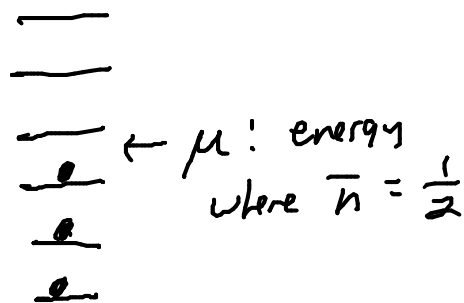 ← μ: energy
where n̅ = 1/2